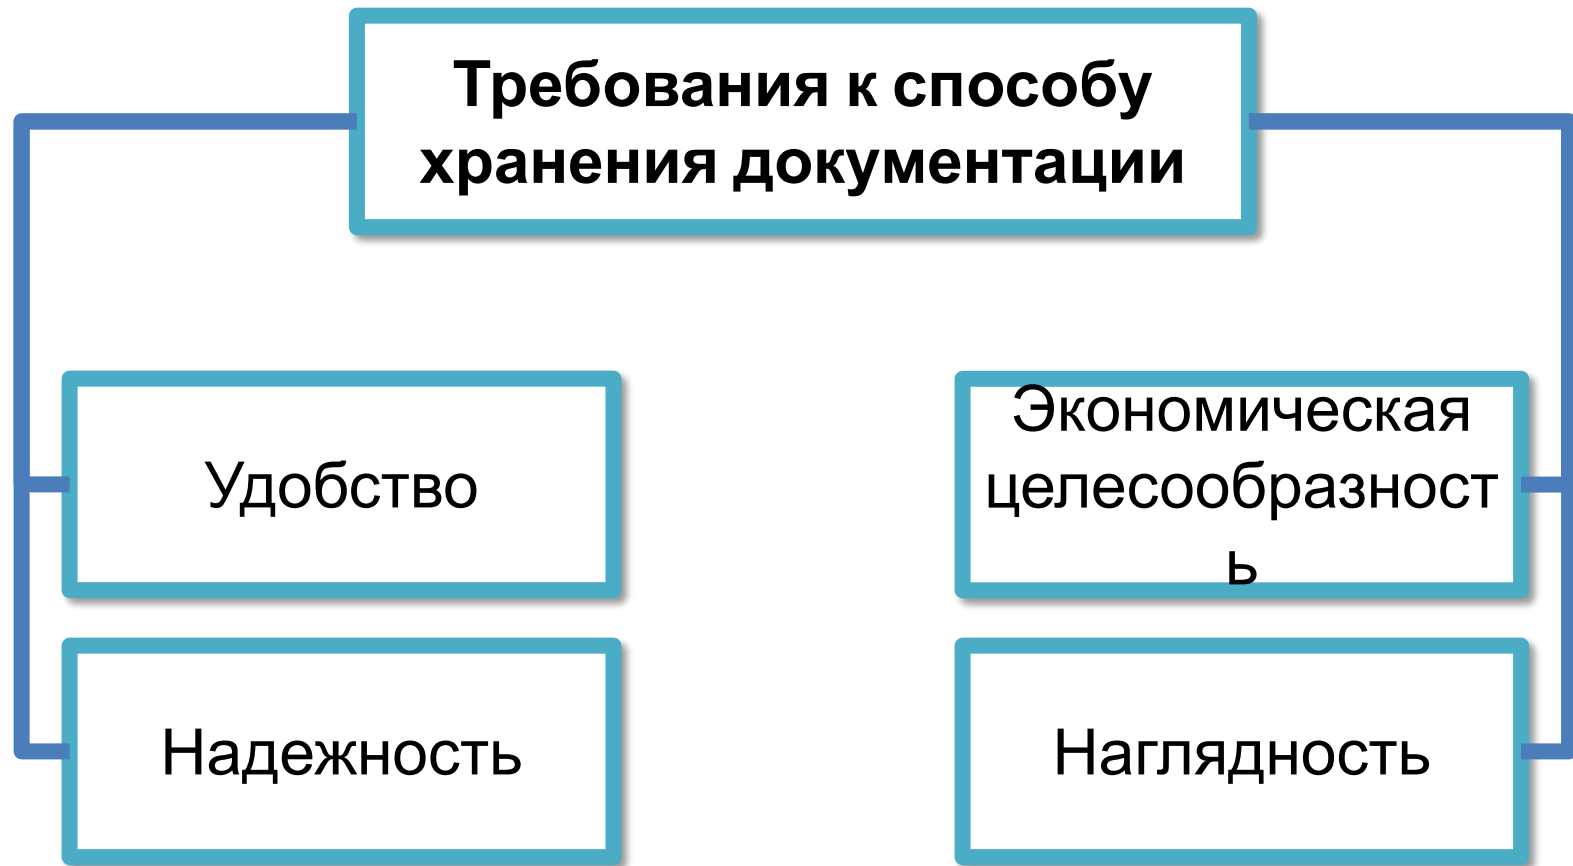 Требования к способу
хранения документации
Удобство
Экономическая
целесообразност
ь
Надежность
Наглядность